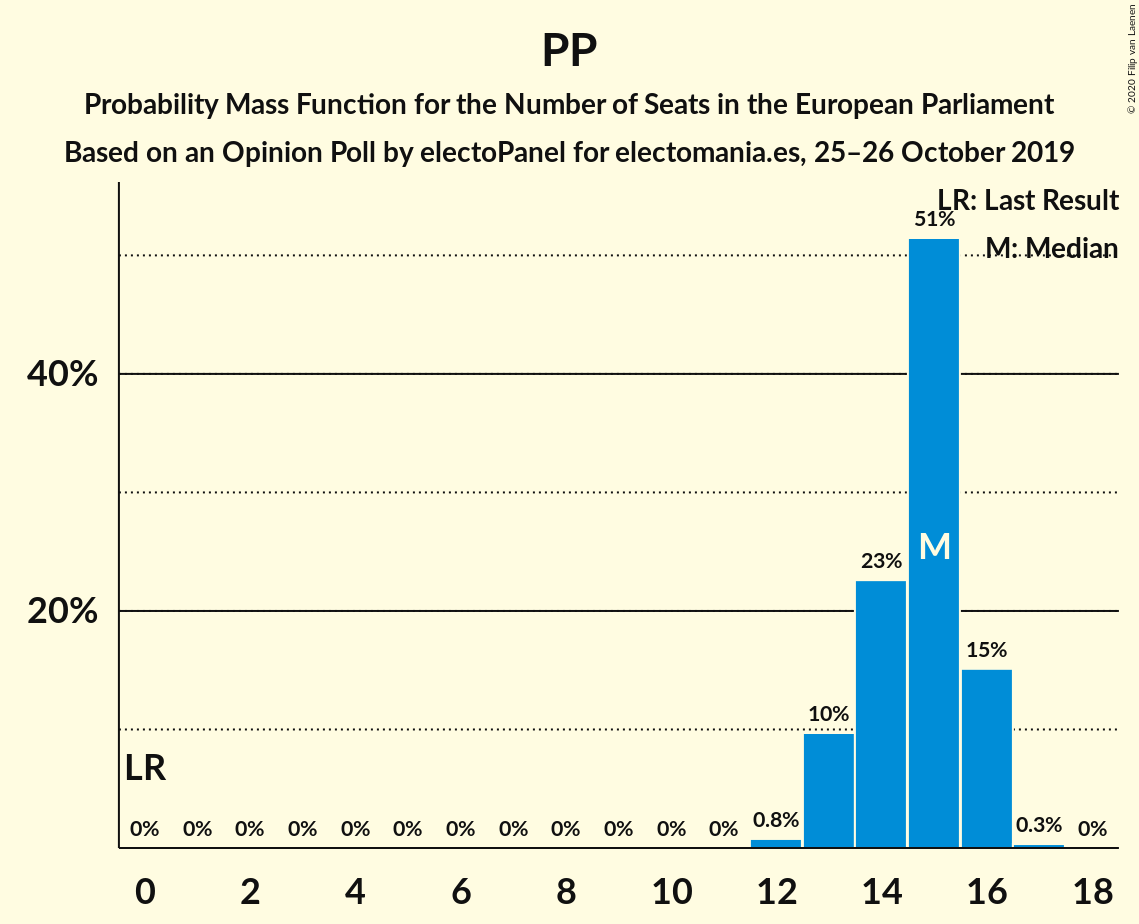 PP
Probability Mass Function for the Number of Seats in the European Parliament
Based on an Opinion Poll by electoPanel for electomania.es, 25–26 October 2019
© 2020 Filip van Laenen
LR: Last Result
M: Median
51%
40%
M
23%
20%
15%
10%
LR
0% 0% 0% 0% 0% 0% 0% 0% 0% 0% 0% 0% 0.8% 0.3% 0%
0 2 4 6 8 10 12 14 16 18